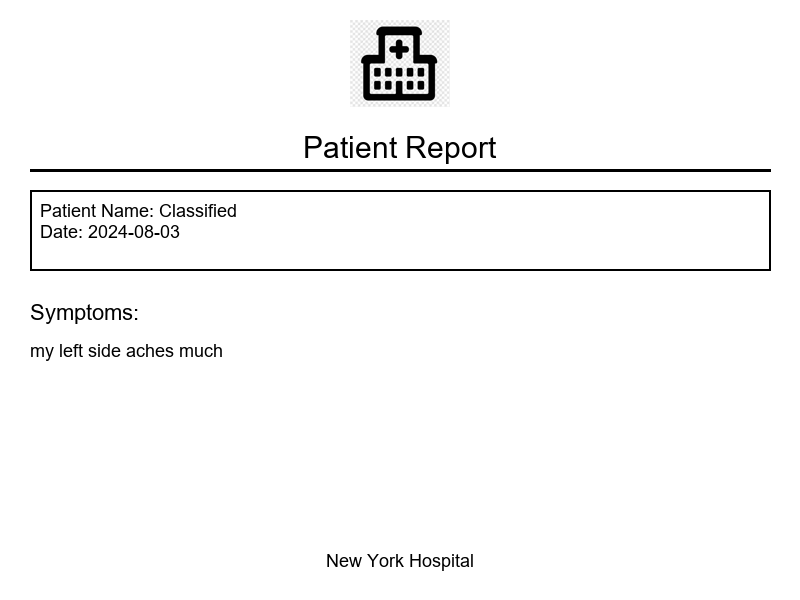 Patient Report
Patient Name: Classified
Date: 2024-08-03
Symptoms:
my left side aches much
New York Hospital